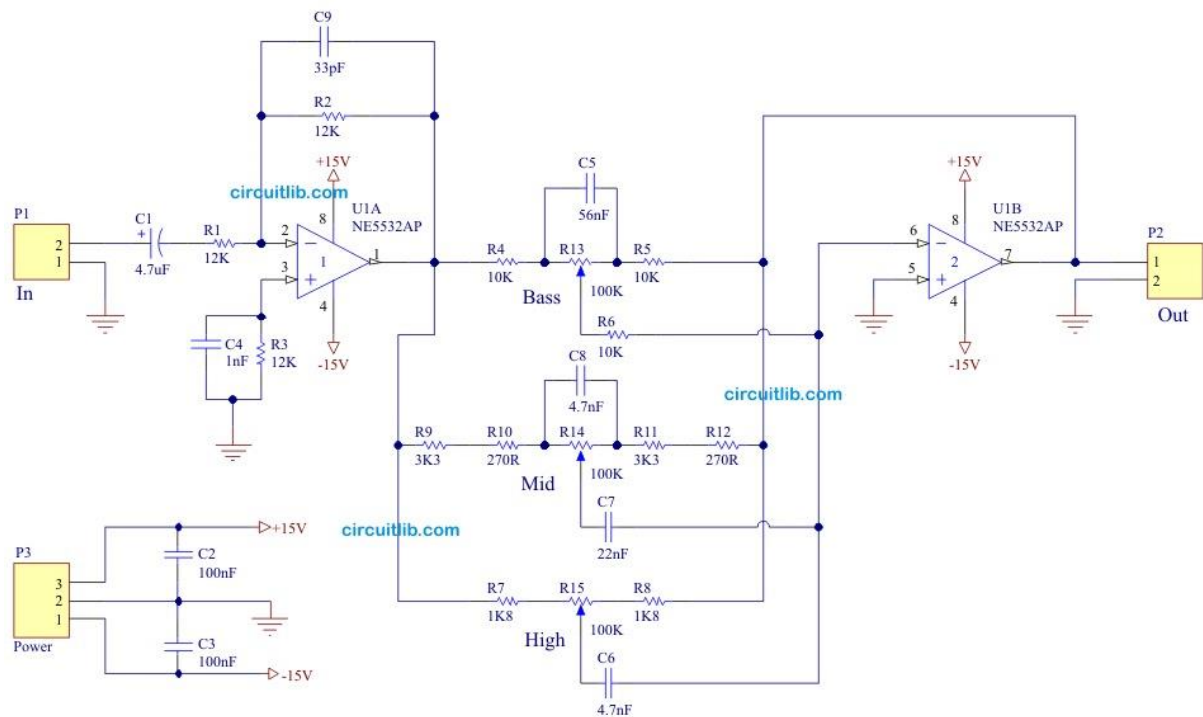 C9
33pF
R2
12K
+15V
C5
+15V
circuitlib.com
56nF
P1
8
U1A
NE5532AP
8
U1B
NE5532AP
P2
2
1
+
C1
4.7uF
R1
12K
2
3
1
1
R4
10K
R13
100K
R5
10K
6
5
2
7
1
2
In
Bass
Out
4
R6
10K
4
C4
1nF
R3
12K
-15V
C8
4.7nF
-15V
circuitlib.com
R9
3K3
R10
270R
R14
100K
R11
3K3
R12
270R
Mid
C7
22nF
circuitlib.com
+15V
P3
3
2
1
C2
100nF
R7
1K8
R15
100K
R8
1K8
High
Power
C3
100nF
-15V
C6
4.7nF